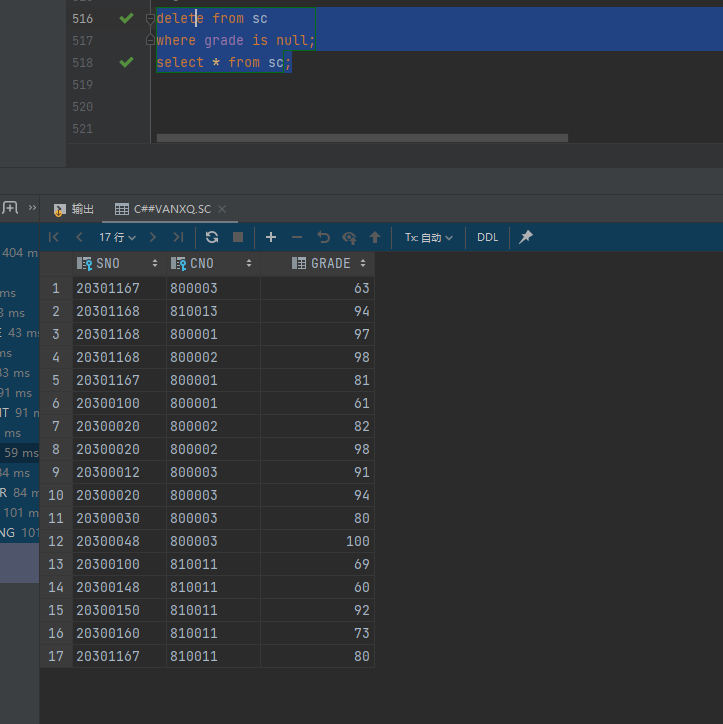 516 delete from sc
517 where grade is null;
518 select * from sc;
519
520
521
» 输出 C##VANXQ.SC
404 m 17 行 Tx: 自动 DDL
SNO CNO GRADE
ms 1 20301167 800003 63
3 ms 2 20301168 810013 94
E 43 m 3 20301168 800001 97
ms 4 20301168 800002 98
33 ms 5 20301167 800001 81
91 ms 6 20300100 800001 61
NT 91 m 7 20300020 800002 82
ms 8 20300020 800002 98
59 ms 9 20300012 800003 91
84 ms 10 20300020 800003 94
R 84 m 11 20300030 800003 80
101 m 12 20300048 800003 100
NG 101 13 20300100 810011 69
14 20300148 810011 60
15 20300150 810011 92
16 20300160 810011 73
17 20301167 810011 80